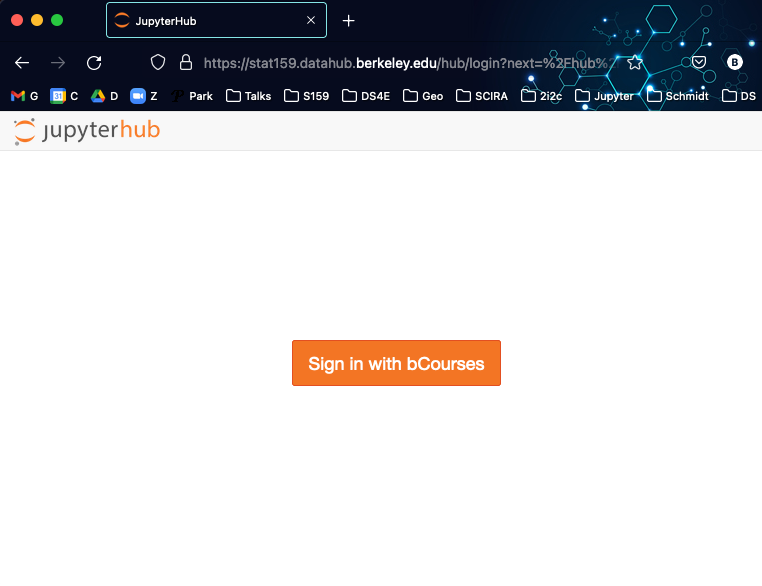 JupyterHub
https://stat159.datahub.berkeley.edu/hub/login?next=%2Fhub%
B
G 31 C D Z Park Talks S159 DS4E Geo SCIRA 2i2c Jupyter Schmidt DS
jupyterhub
Sign in with bCourses